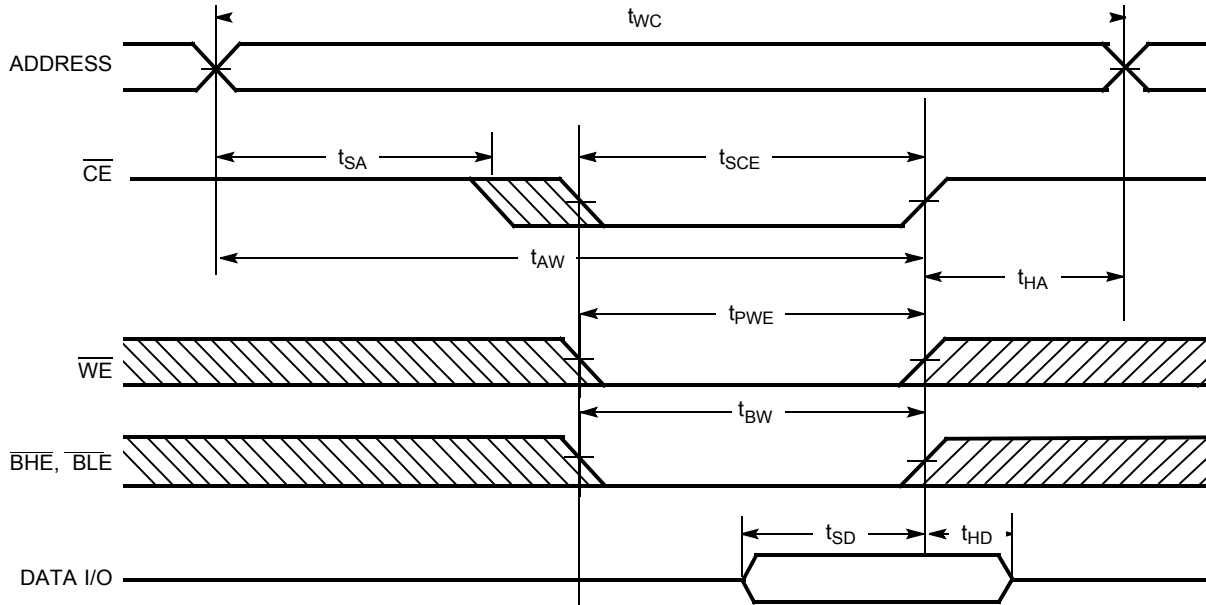 tWC
ADDRESS
tSA
tSCE
CE
tAW
tHA
tPWE
WE
tBW
BHE, BLE
tSD
tHD
DATA I/O